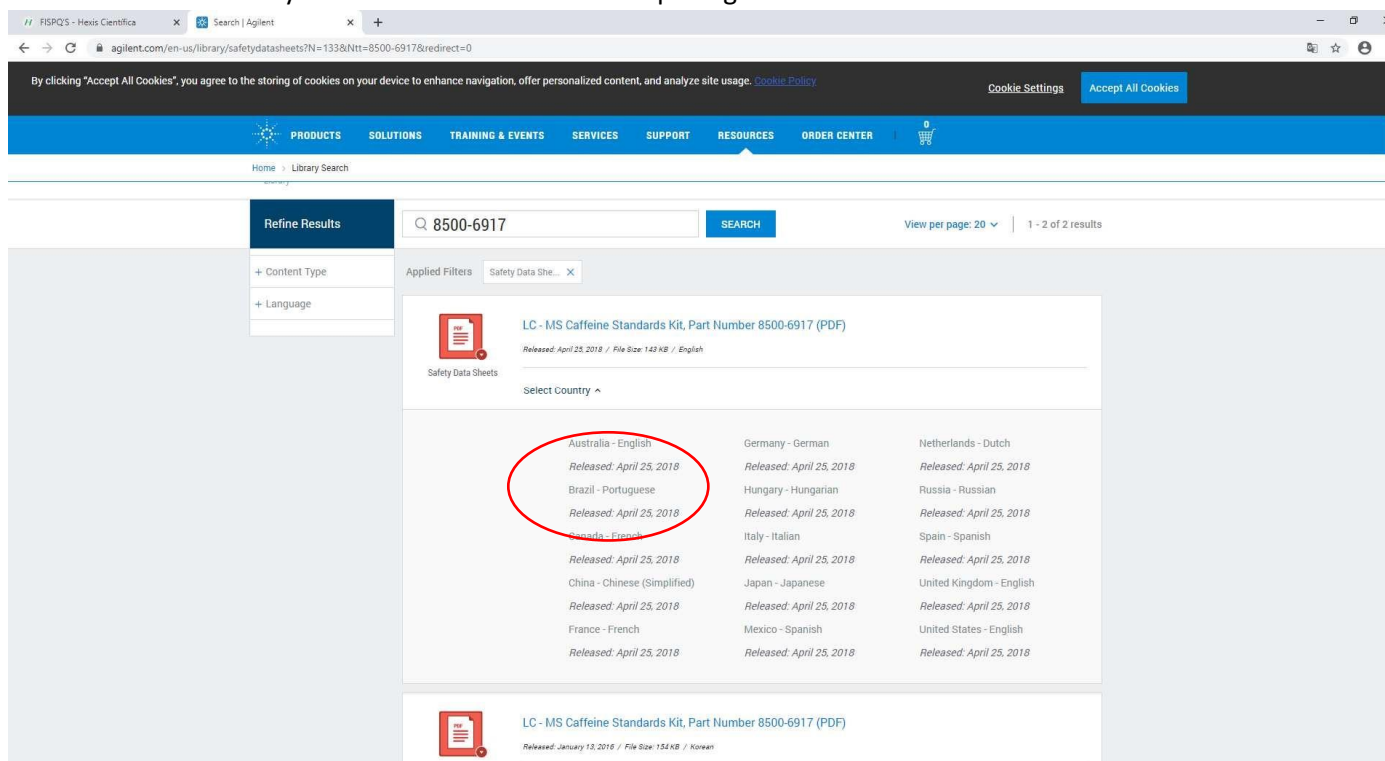 FISPQ'S - Hexis Científica
Search | Agilent
agilent.com/en-us/library/safetydatasheets?N=133&Ntt=8500-6917&redirect=0
By clicking "Accept All Cookies", you agree to the storing of cookies on your device to enhance navigation, offer personalized content, and analyze site usage. Cookie Policy
Cookie Settings
Accept All Cookies
PRODUCTS SOLUTIONS TRAINING & EVENTS SERVICES SUPPORT RESOURCES ORDER CENTER 0
Home > Library Search
Refine Results
8500-6917
SEARCH
View per page: 20
1 - 2 of 2 results
+ Content Type
+ Language
Applied Filters Safety Data She... X
PDF
Safety Data Sheets
LC - MS Caffeine Standards Kit, Part Number 8500-6917 (PDF)
Released: April 25, 2018 / File Size: 143 KB / English
Select Country
Australia - English Germany - German Netherlands - Dutch
Released: April 25, 2018 Released: April 25, 2018 Released: April 25, 2018
Brazil - Portuguese Hungary - Hungarian Russia - Russian
Released: April 25, 2018 Released: April 25, 2018 Released: April 25, 2018
Canada - French Italy - Italian Spain - Spanish
Released: April 25, 2018 Released: April 25, 2018 Released: April 25, 2018
China - Chinese (Simplified) Japan - Japanese United Kingdom - English
Released: April 25, 2018 Released: April 25, 2018 Released: April 25, 2018
France - French Mexico - Spanish United States - English
Released: April 25, 2018 Released: April 25, 2018 Released: April 25, 2018
PDF
LC - MS Caffeine Standards Kit, Part Number 8500-6917 (PDF)
Released: January 13, 2016 / File Size: 154 KB / Korean